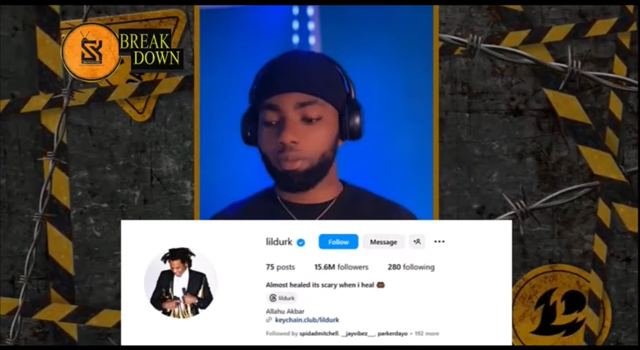 BREAK
DOWN
lildurk
Follow
Message
75 posts
15.6M followers
280 following
Almost healed its scary when i heal
lildurk
Allahu Akbar
keychain.club/lildurk
Followed by spidadmitchell, __jayvibez__, parkerdayo + 192 more